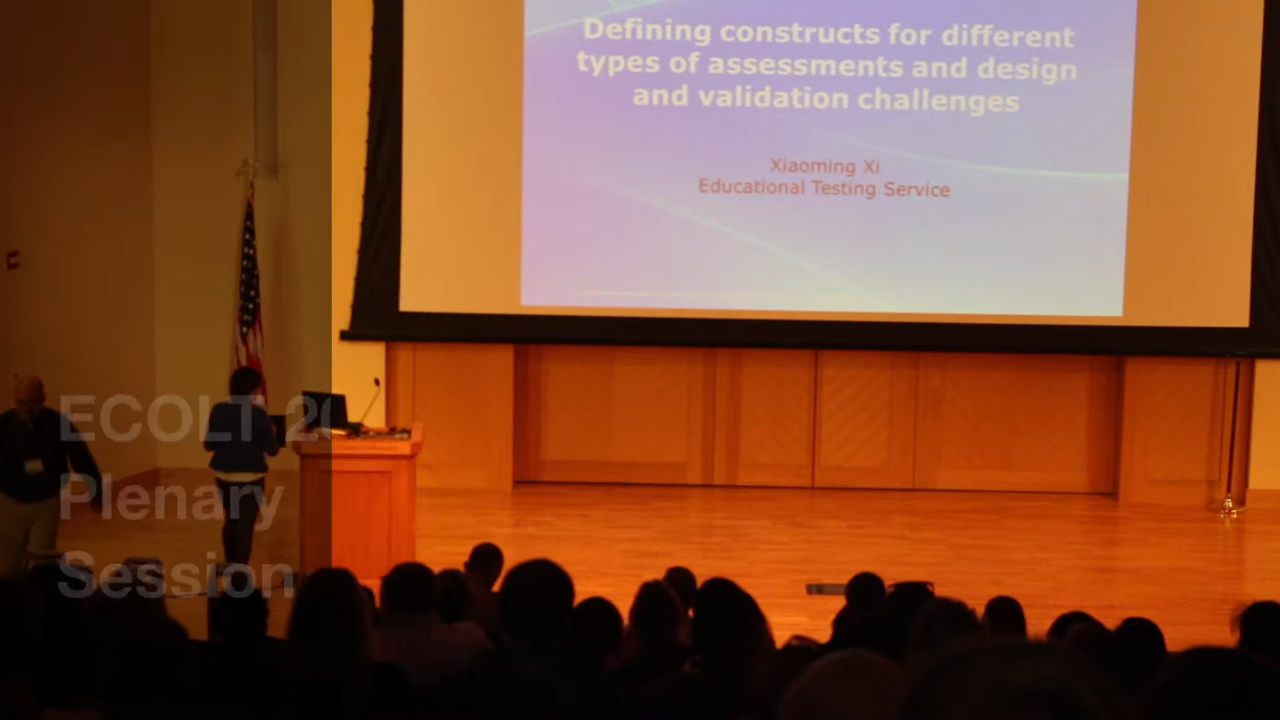 Defining constructs for different
types of assessments and design
and validation challenges
Xiaoming Xi
Educational Testing Service
ECOLT
Plenary
Session